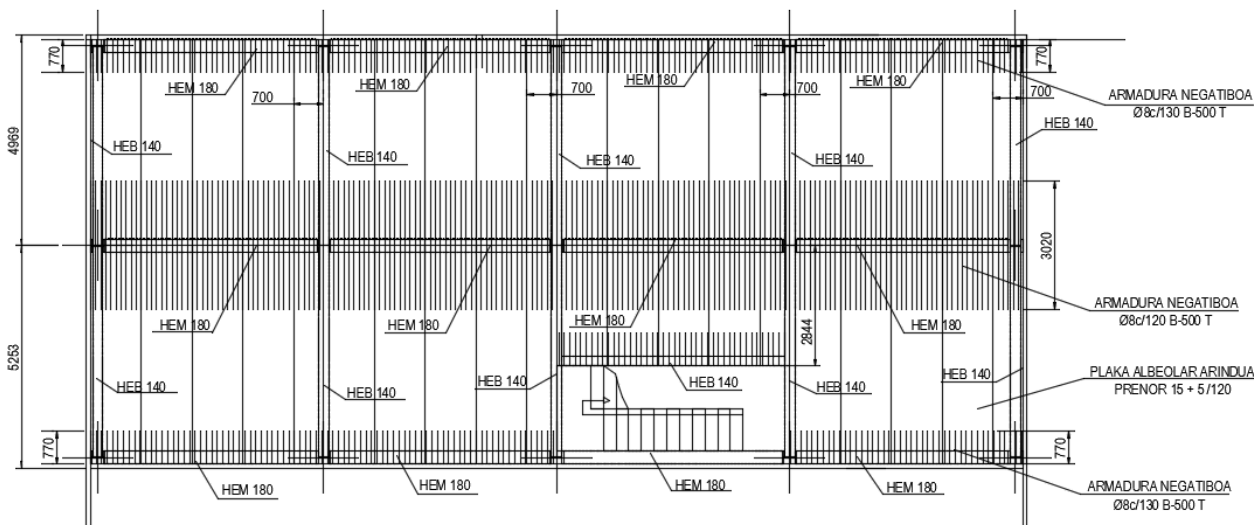 770
HEM 180
HEM 180
HEM 180
HEM 180
770
700
700
700
700
ARMADURA NEGATIBOA
Ø8c/130 B-500 T
4969
HEB 140
HEB 140
HEB 140
HEB 140
HEB 140
3020
ARMADURA NEGATIBOA
Ø8c/120 B-500 T
HEM 180
HEM 180
HEM 180
HEM 180
2844
5253
HEB 140
HEB 140
HEB 140
HEB 140
HEB 140
HEB 140
PLAKA ALBEOLAR ARINDUA
PRENOR 15 + 5/120
770
770
HEM 180
HEM 180
HEM 180
HEM 180
ARMADURA NEGATIBOA
Ø8c/130 B-500 T